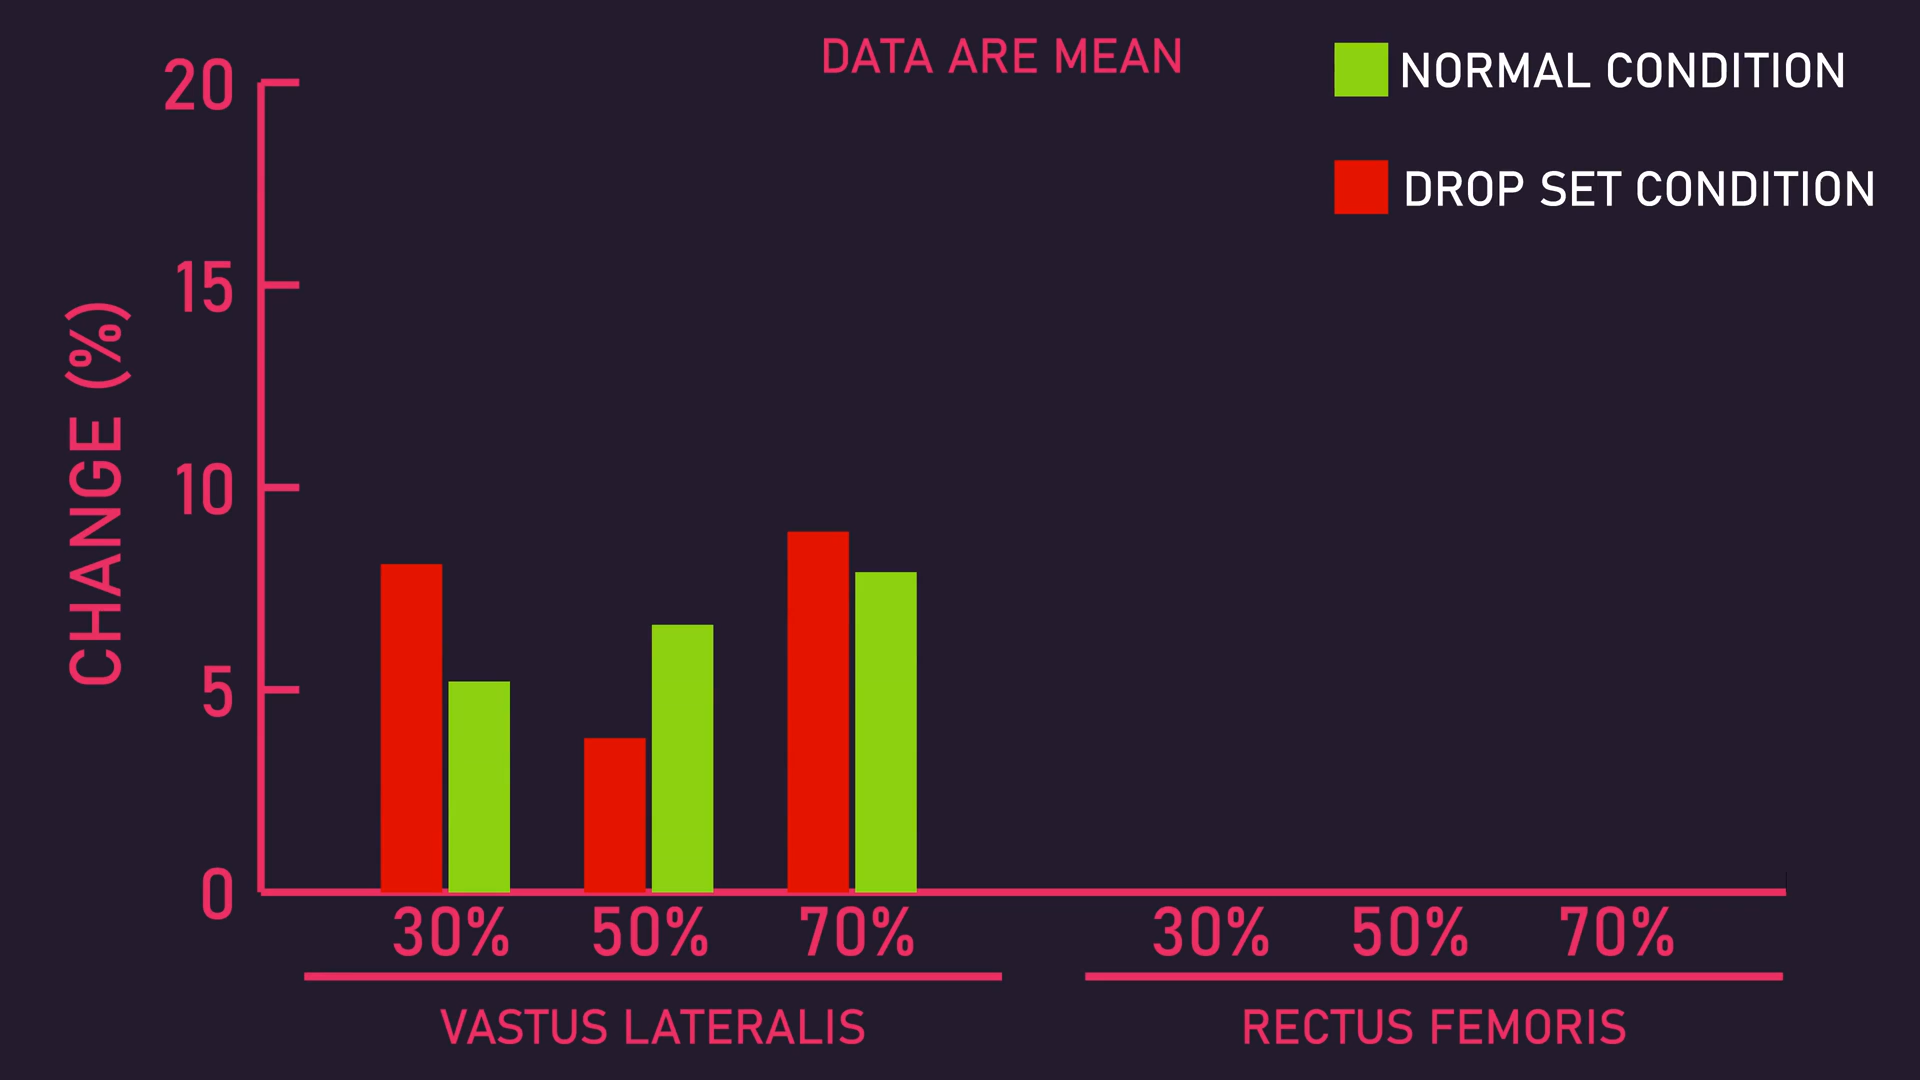 DATA ARE MEAN
NORMAL CONDITION
DROP SET CONDITION
CHANGE (%)
20
15
10
5
0
30% 50% 70% 30% 50% 70%
VASTUS LATERALIS RECTUS FEMORIS